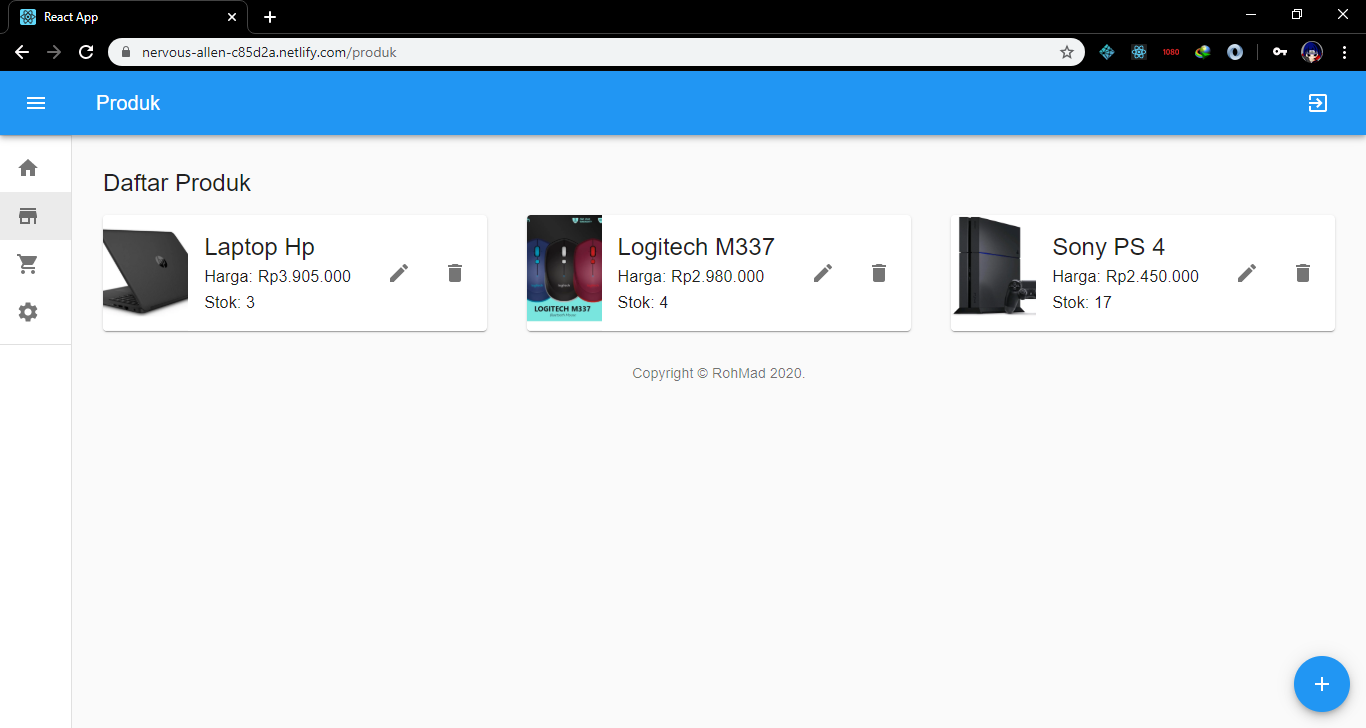 React App
nervous-allen-c85d2a.netlify.com/produk
1080
Produk
Daftar Produk
Laptop Hp
Harga: Rp3.905.000
Stok: 3
LOGITECH M337
Logitech M337
Harga: Rp2.980.000
Stok: 4
Sony PS 4
Harga: Rp2.450.000
Stok: 17
Copyright © RohMad 2020.